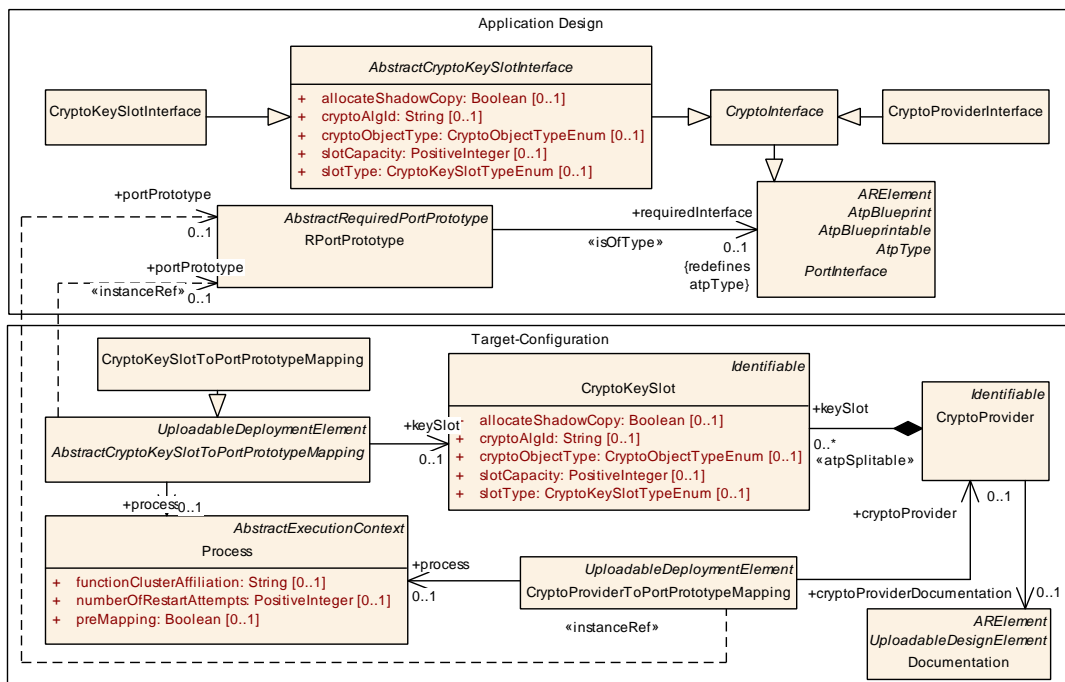 Application Design
AbstractCryptoKeySlotInterface
+ allocateShadowCopy: Boolean [0..1]
+ cryptoAlgId: String [0..1]
+ cryptoObjectType: CryptoObjectTypeEnum [0..1]
+ slotCapacity: PositiveInteger [0..1]
+ slotType: CryptoKeySlotTypeEnum [0..1]
CryptoKeySlotInterface
CryptoInterface
CryptoProviderInterface
+portPrototype
0..1
AbstractRequiredPortPrototype
RPortPrototype
+requiredInterface
«isOfType»
0..1
{redefines
atpType}
ARElement
AtpBlueprint
AtpBlueprintable
AtpType
PortInterface
+portPrototype
«instanceRef»
0..1
Target-Configuration
CryptoKeySlotToPortPrototypeMapping
UploadableDeploymentElement
AbstractCryptoKeySlotToPortPrototypeMapping
+keySlot
0..1
Identifiable
CryptoKeySlot
+ allocateShadowCopy: Boolean [0..1]
+ cryptoAlgId: String [0..1]
+ cryptoObjectType: CryptoObjectTypeEnum [0..1]
+ slotCapacity: PositiveInteger [0..1]
+ slotType: CryptoKeySlotTypeEnum [0..1]
+keySlot
0..*
«atpSplitable»
Identifiable
CryptoProvider
+process
0..1
AbstractExecutionContext
Process
+ functionClusterAffiliation: String [0..1]
+ numberOfRestartAttempts: PositiveInteger [0..1]
+ preMapping: Boolean [0..1]
+process
0..1
UploadableDeploymentElement
CryptoProviderToPortPrototypeMapping
«instanceRef»
+cryptoProvider
0..1
+cryptoProviderDocumentation
0..1
ARElement
UploadableDesignElement
Documentation